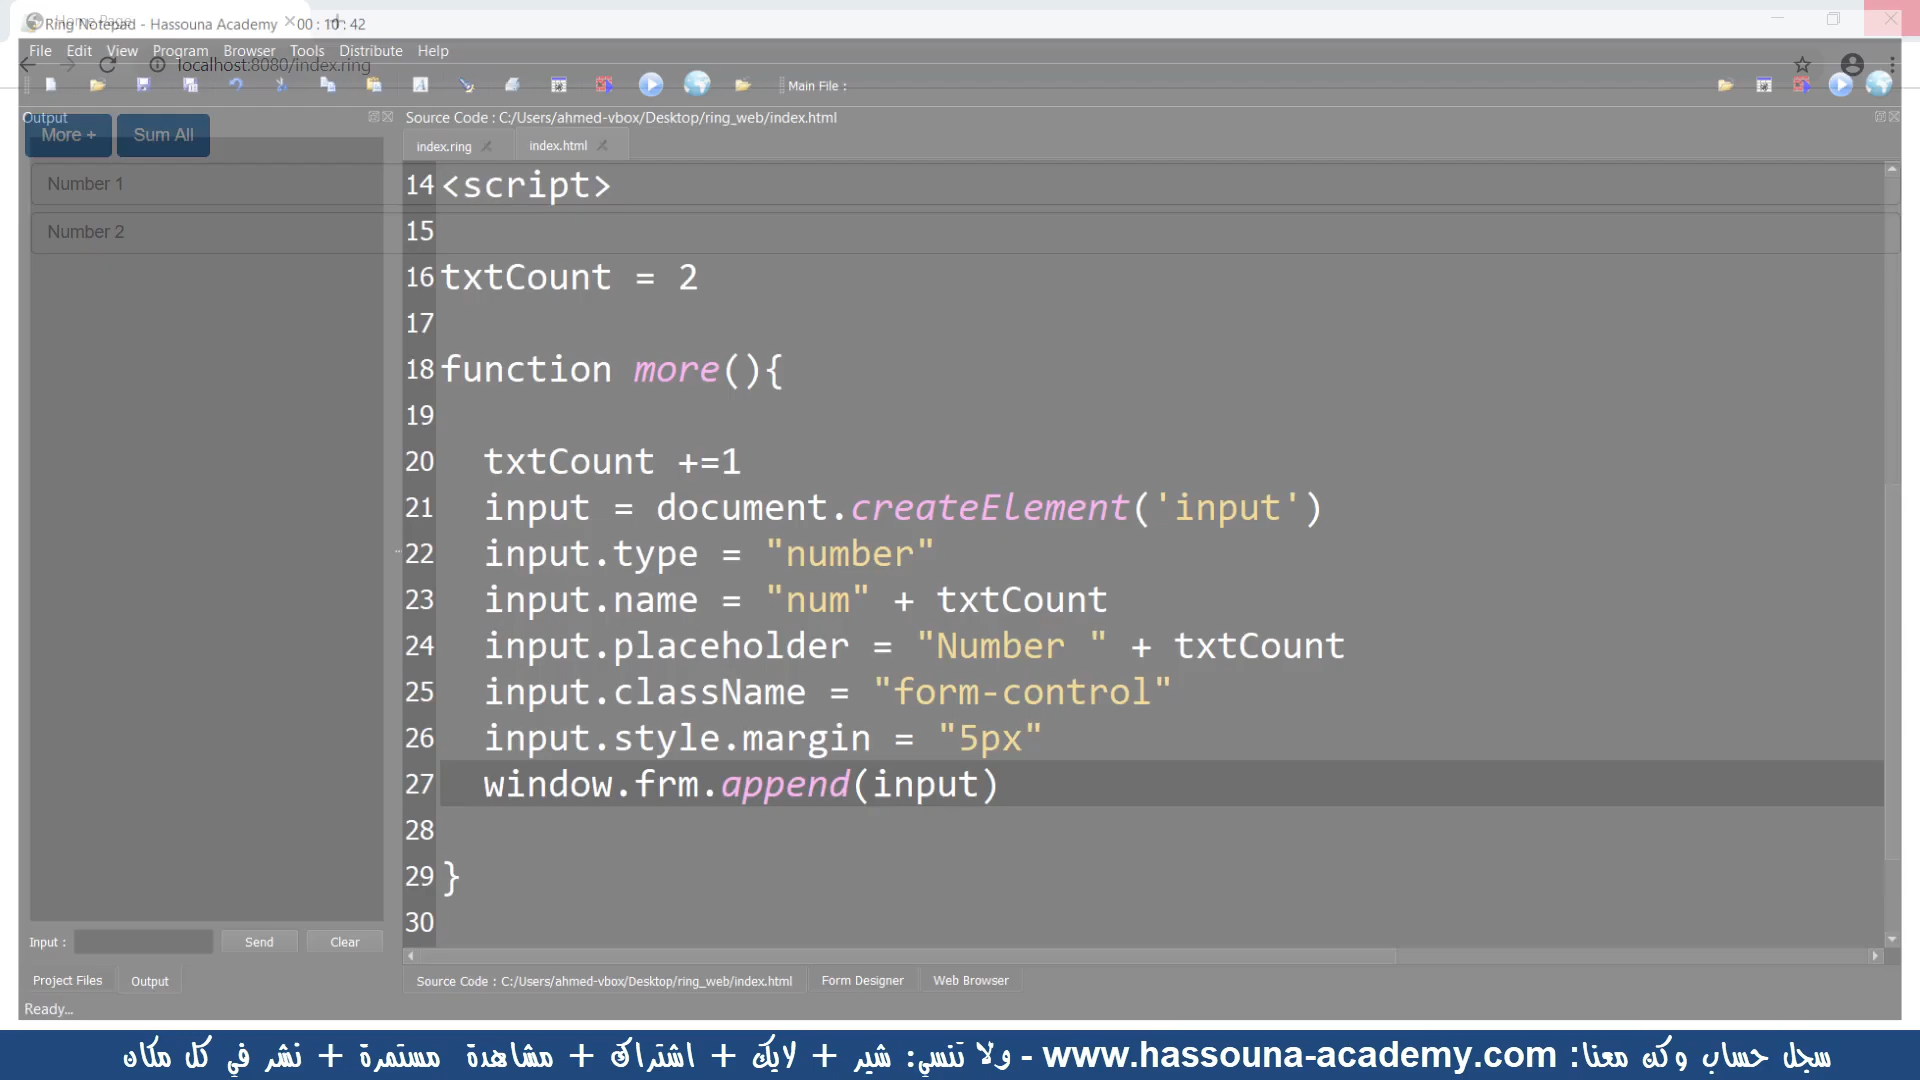 Home Page
Ring Notepad - Hassouna Academy 00 : 10 : 42
File Edit View Program Browser Tools Distribute Help
localhost:8080/index.ring
Main File :
Output
More + Sum All
Number 1
Number 2
Source Code : C:/Users/ahmed-vbox/Desktop/ring_web/index.html
index.ring index.html
14 <script>
15
16 txtCount = 2
17
18 function more(){
19
20 txtCount +=1
21 input = document.createElement('input')
22 input.type = "number"
23 input.name = "num" + txtCount
24 input.placeholder = "Number " + txtCount
25 input.className = "form-control"
26 input.style.margin = "5px"
27 window.frm.append(input)
28
29 }
30
Input : Send Clear
Project Files Output
Source Code : C:/Users/ahmed-vbox/Desktop/ring_web/index.html Form Designer Web Browser
Ready...
سجل حساب وكن معنا: www.hassouna-academy.com - ولا تنسي: شير + لايك + اشتراك + مشاهدة مستمرة + نشر في كل مكان